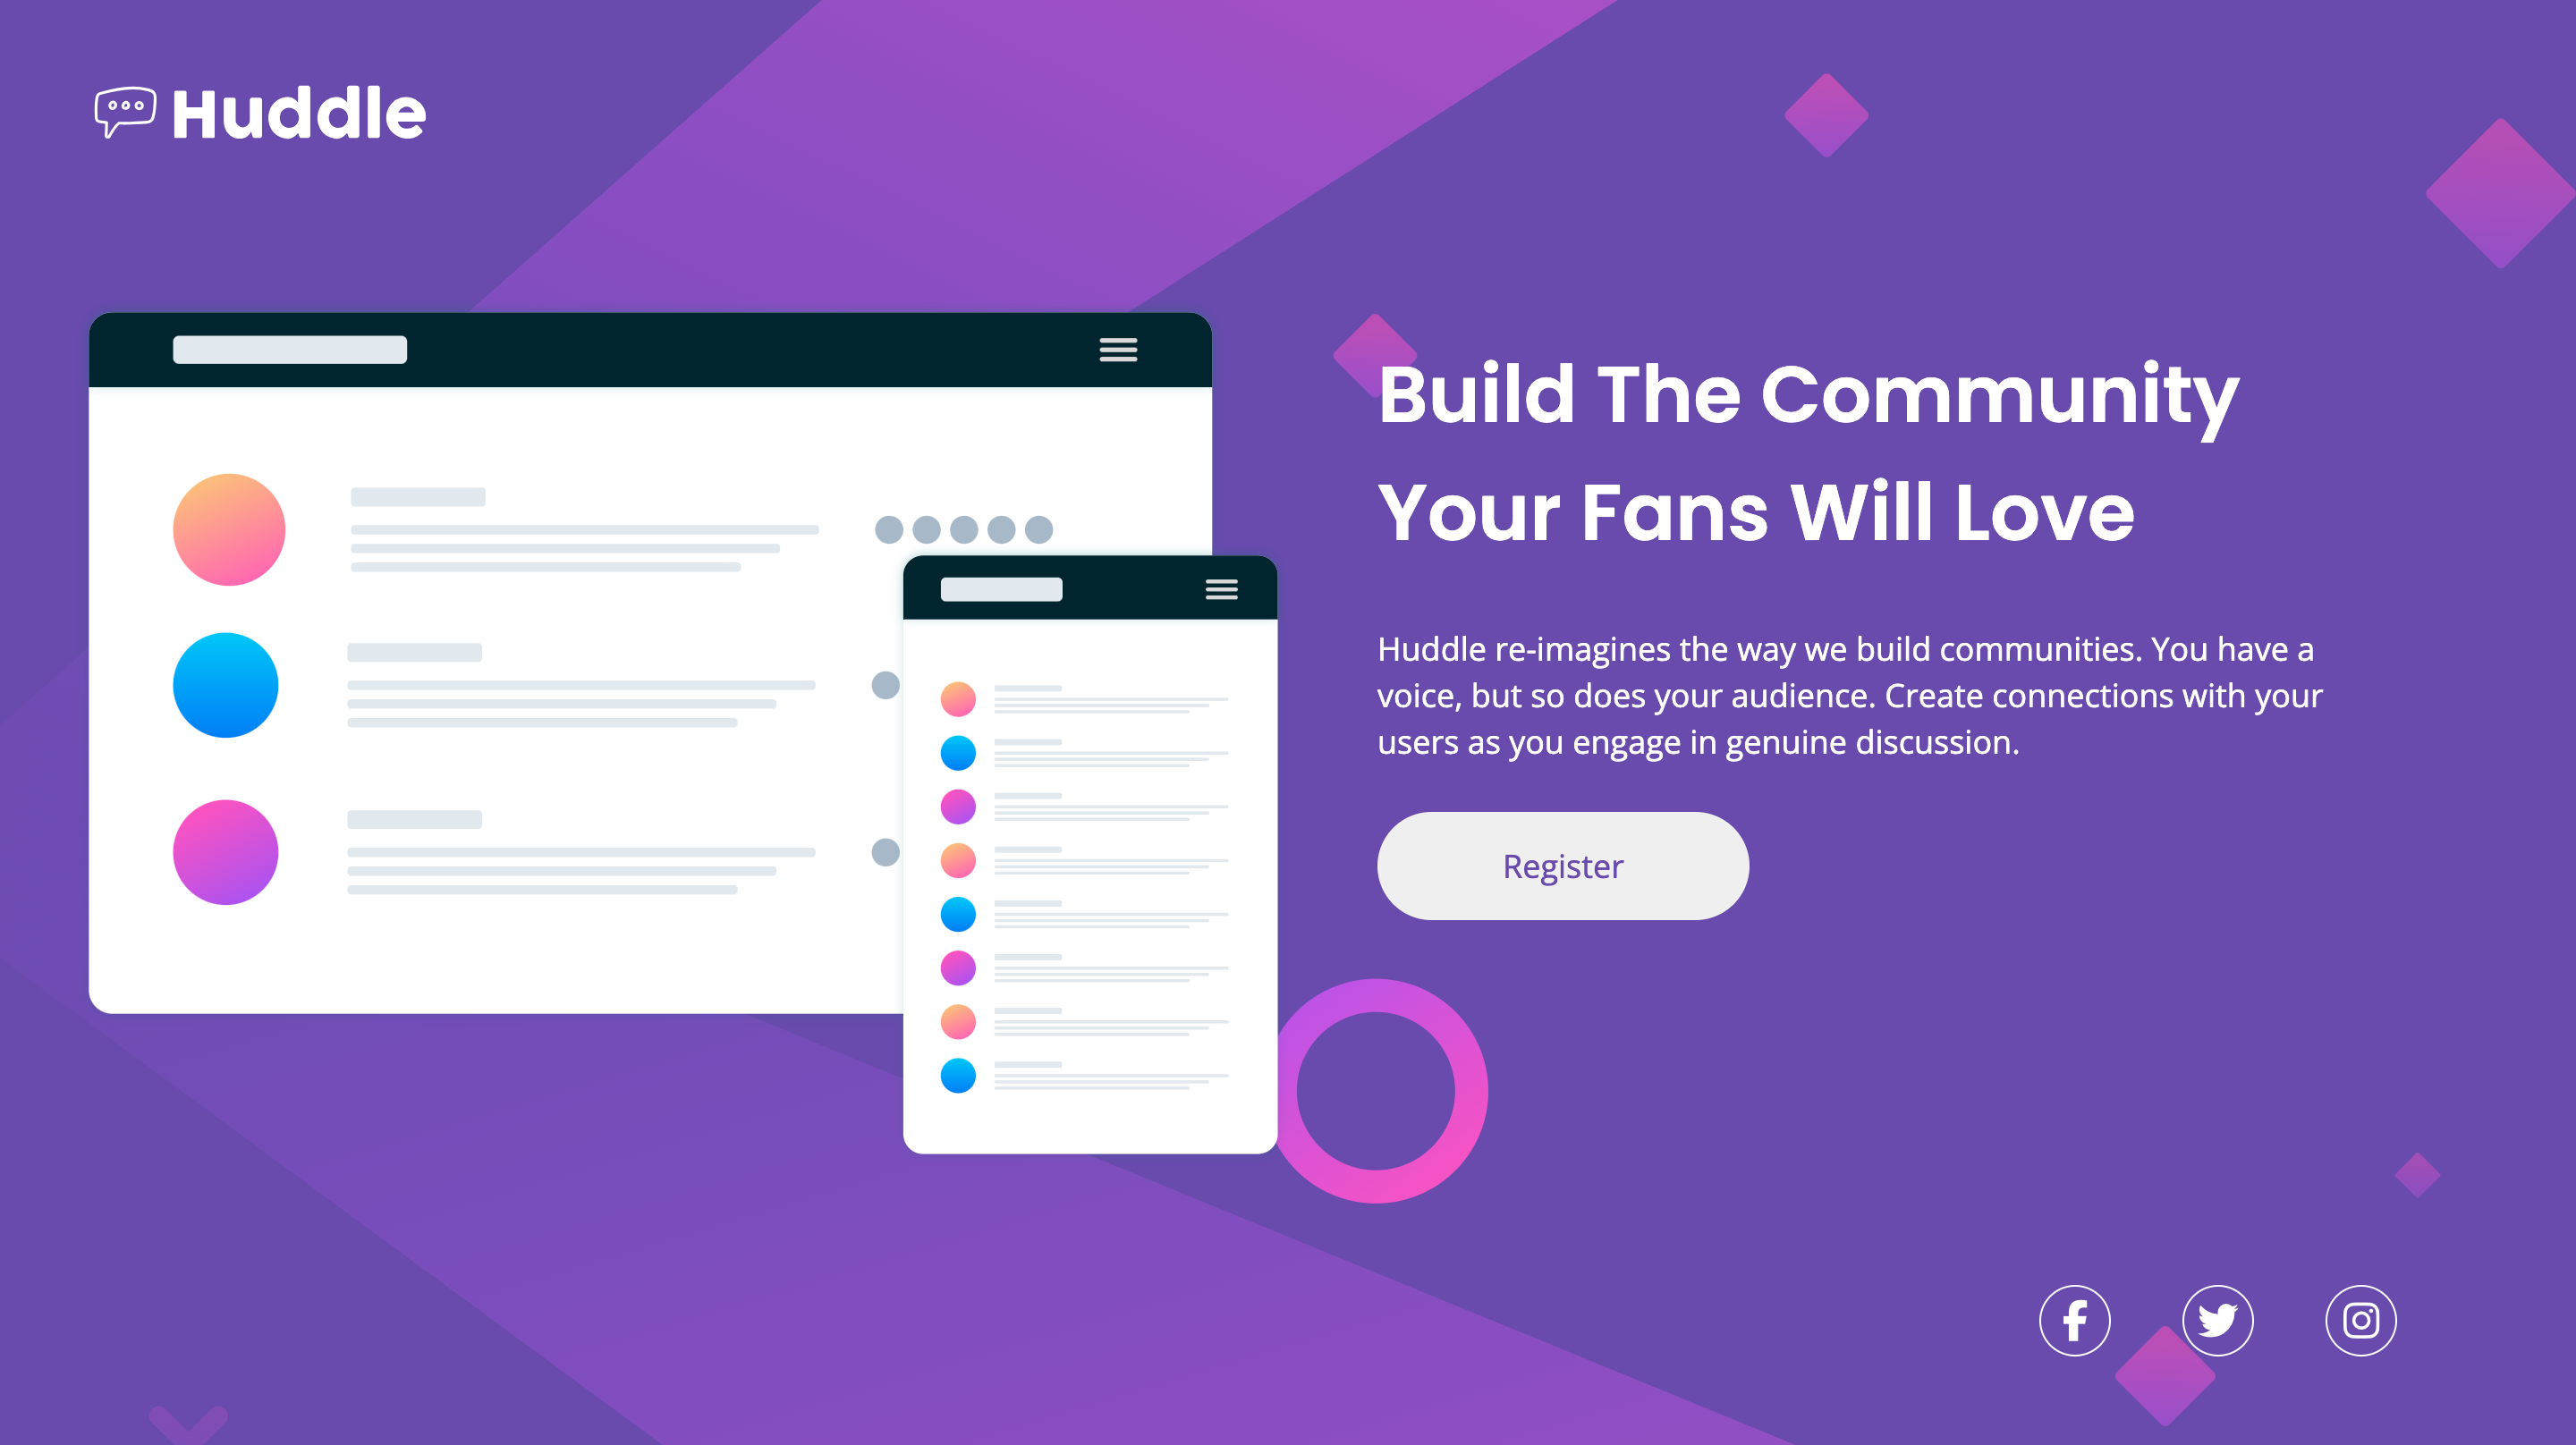 Huddle
Build The Community
Your Fans Will Love
Huddle re-imagines the way we build communities. You have a
voice, but so does your audience. Create connections with your
users as you engage in genuine discussion.
Register